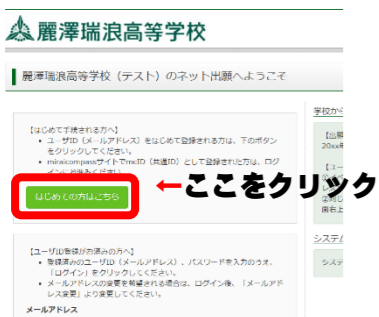 麗澤瑞浪高等学校
麗澤瑞浪高等学校（テスト）のネット出願へようこそ
【はじめて手続される方へ】
• ユーザID（メールアドレス）をはじめて登録される方は、下のボタン
をクリックしてください。
• miraicompassサイトでmcID（共通ID）として登録された方は、ログ
はじめての方はこちら
←ここをクリック
【ユーザID登録がお済みの方へ】
• 登録済みのユーザID（メールアドレス）、パスワードを入力のうえ、
「ログイン」をクリックしてください。
• メールアドレスの変更を希望される場合は、ログイン後、「メールアド
レス変更」より変更してください。
メールアドレス
学校から
20xx年
システム
システ